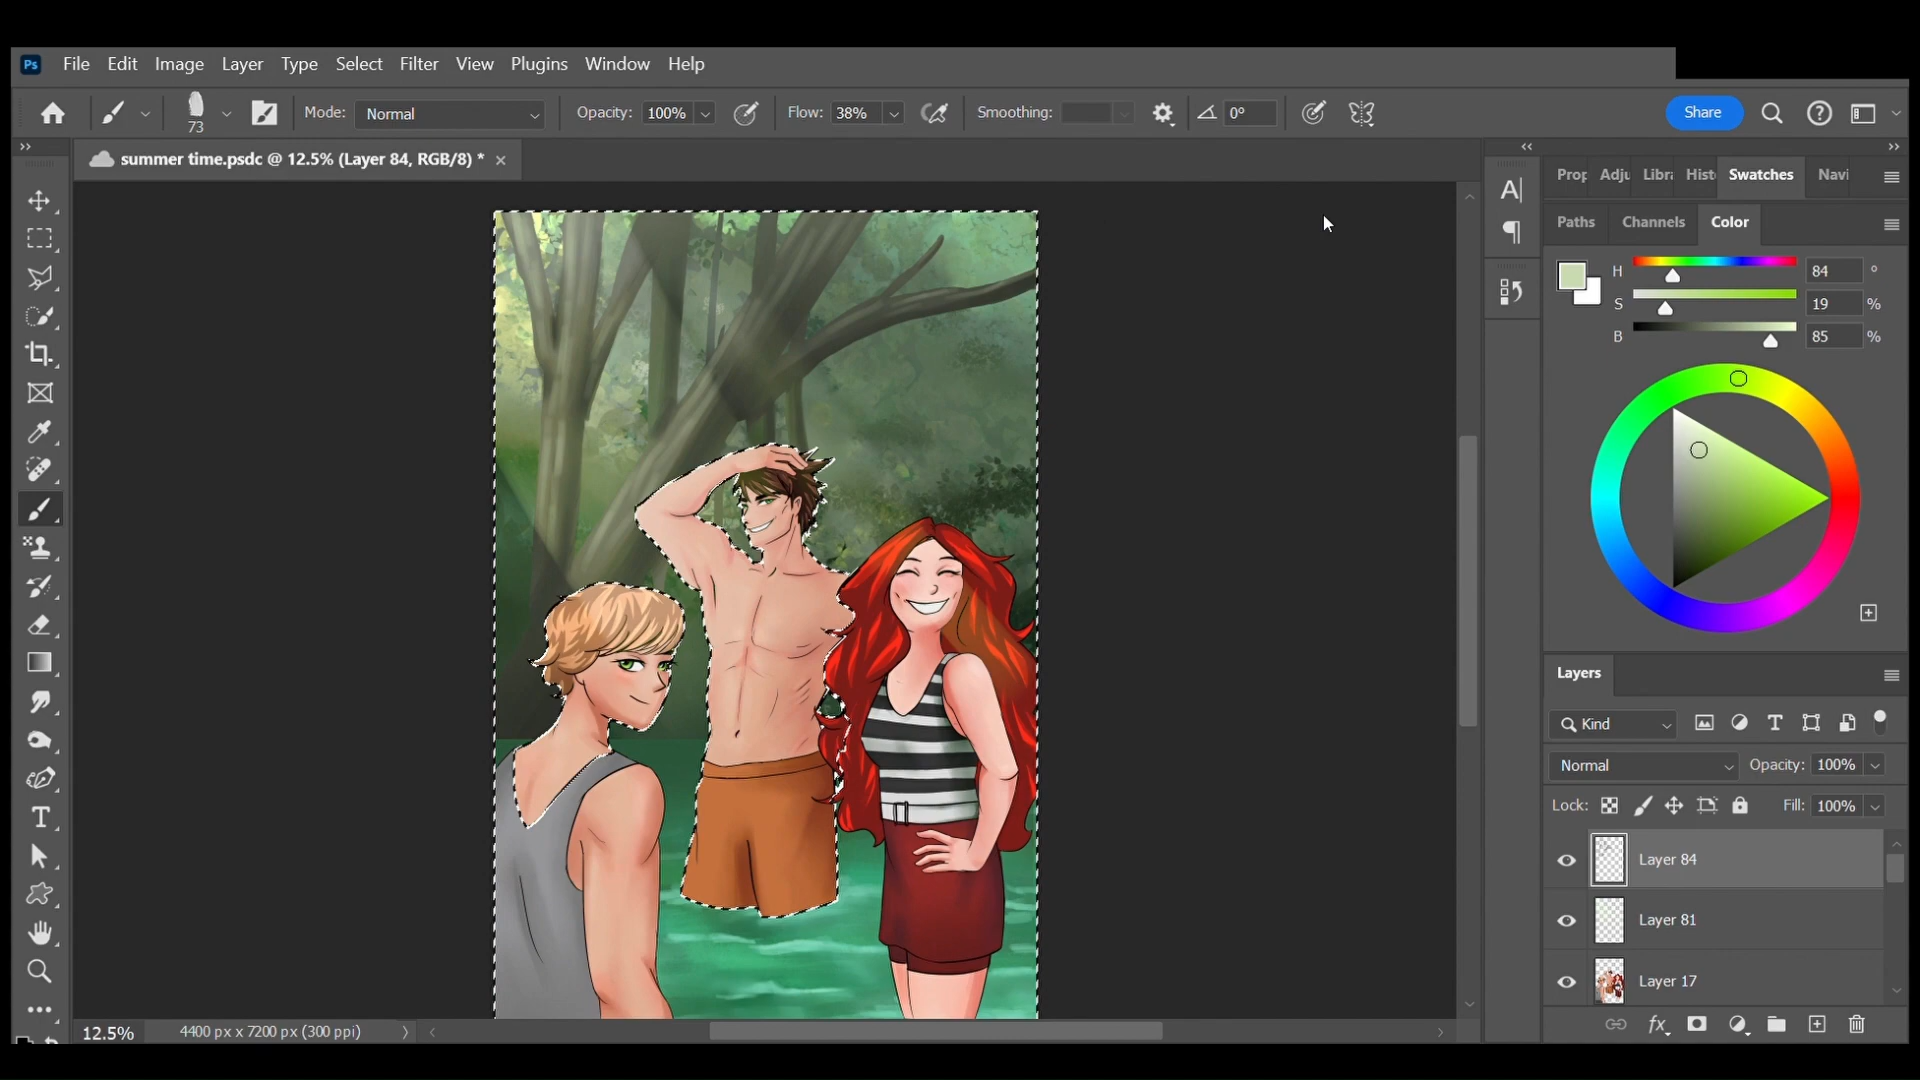 Ps File Edit Image Layer Type Select Filter View Plugins Window Help
73 Mode: Normal Opacity: 100% Flow: 38% Smoothing: 0° Share
summer time.psdc @ 12.5% (Layer 84, RGB/8) *
Prop Adju Libra Histo Swatches Navi
Paths Channels Color
H 84 °
S 19 %
B 85 %
Layers
Kind
Normal Opacity: 100%
Lock: Fill: 100%
Layer 84
Layer 81
Layer 17
fx
12.5% 4400 px x 7200 px (300 ppi)